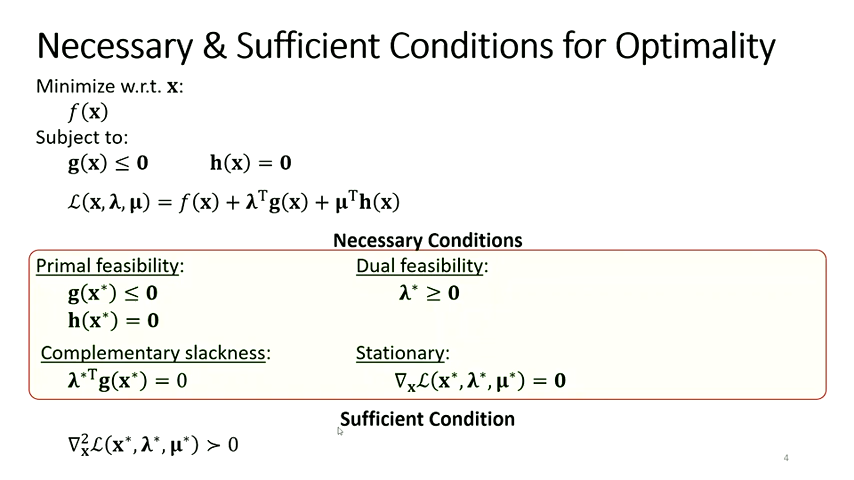 Necessary & Sufficient Conditions for Optimality
Minimize w.r.t. 𝐱:
𝑓(𝐱)
Subject to:
𝐠(𝐱) ≤ 𝟎 𝐡(𝐱) = 𝟎
ℒ(𝐱, 𝛌, 𝛍) = 𝑓(𝐱) + 𝛌ᵀ𝐠(𝐱) + 𝛍ᵀ𝐡(𝐱)
Necessary Conditions
Primal feasibility: Dual feasibility:
𝐠(𝐱*) ≤ 𝟎 𝛌* ≥ 𝟎
𝐡(𝐱*) = 𝟎
Complementary slackness: Stationary:
𝛌*ᵀ𝐠(𝐱*) = 0 ∇𝐱ℒ(𝐱*, 𝛌*, 𝛍*) = 𝟎
Sufficient Condition
∇²𝐱ℒ(𝐱*, 𝛌*, 𝛍*) ≻ 0
4